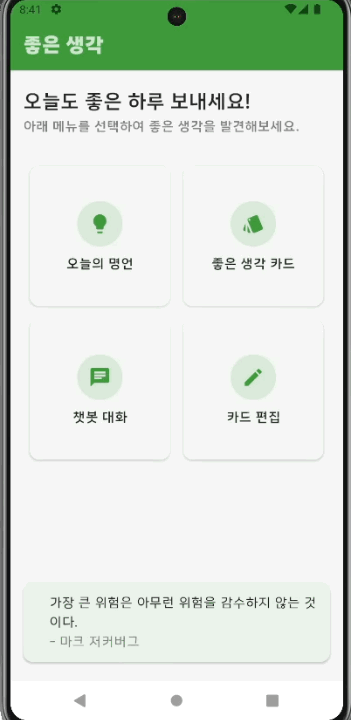 8:41
좋은 생각
오늘도 좋은 하루 보내세요!
아래 메뉴를 선택하여 좋은 생각을 발견해보세요.
오늘의 명언
좋은 생각 카드
챗봇 대화
카드 편집
가장 큰 위험은 아무런 위험을 감수하지 않는 것
이다.
- 마크 저커버그